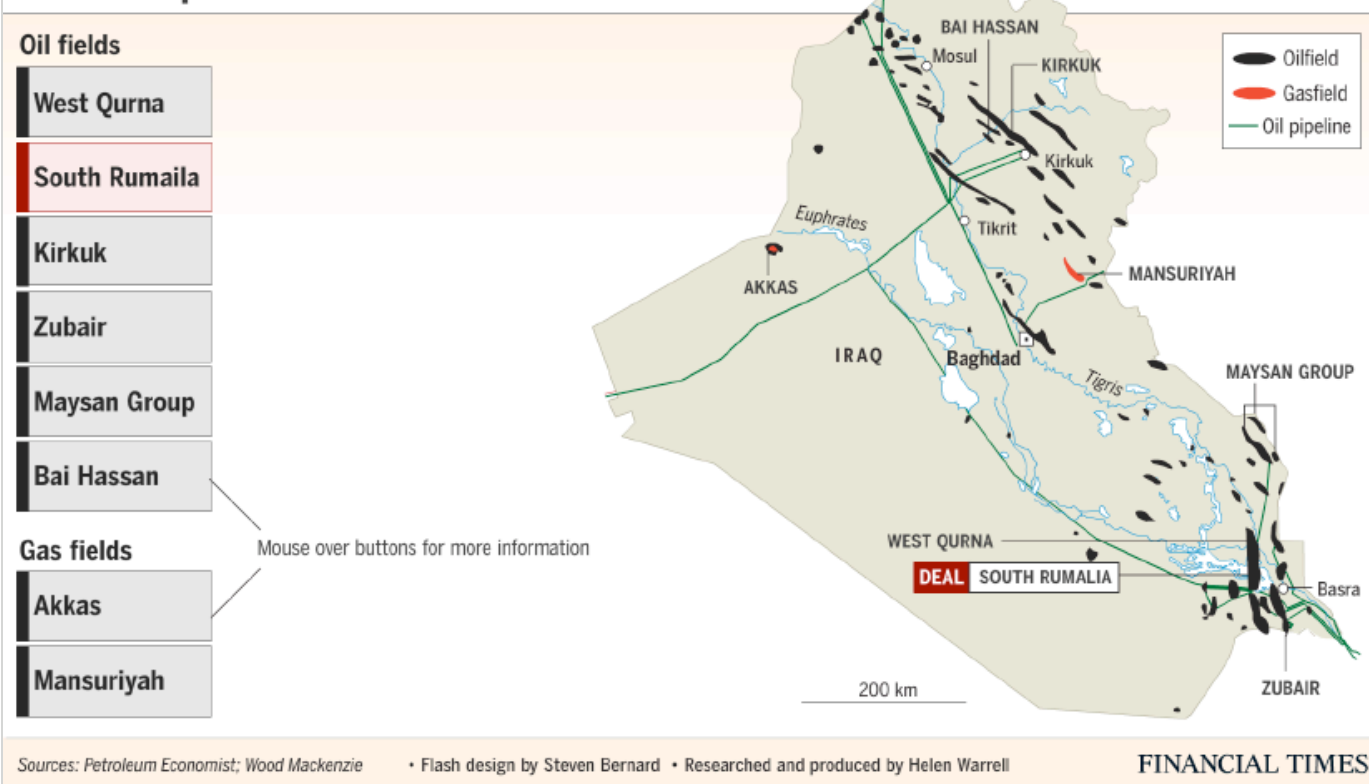 Oil fields
West Qurna
South Rumaila
Kirkuk
Zubair
Maysan Group
Bai Hassan
Gas fields
Akkas
Mansuriyah
Mouse over buttons for more information
BAI HASSAN
Mosul
KIRKUK
Kirkuk
Euphrates
Tikrit
AKKAS
MANSURIYAH
IRAQ
Baghdad
Tigris
MAYSAN GROUP
WEST QURNA
DEAL SOUTH RUMALIA
Basra
ZUBAIR
200 km
Oilfield
Gasfield
Oil pipeline
Sources: Petroleum Economist; Wood Mackenzie • Flash design by Steven Bernard • Researched and produced by Helen Warrell
FINANCIAL TIMES